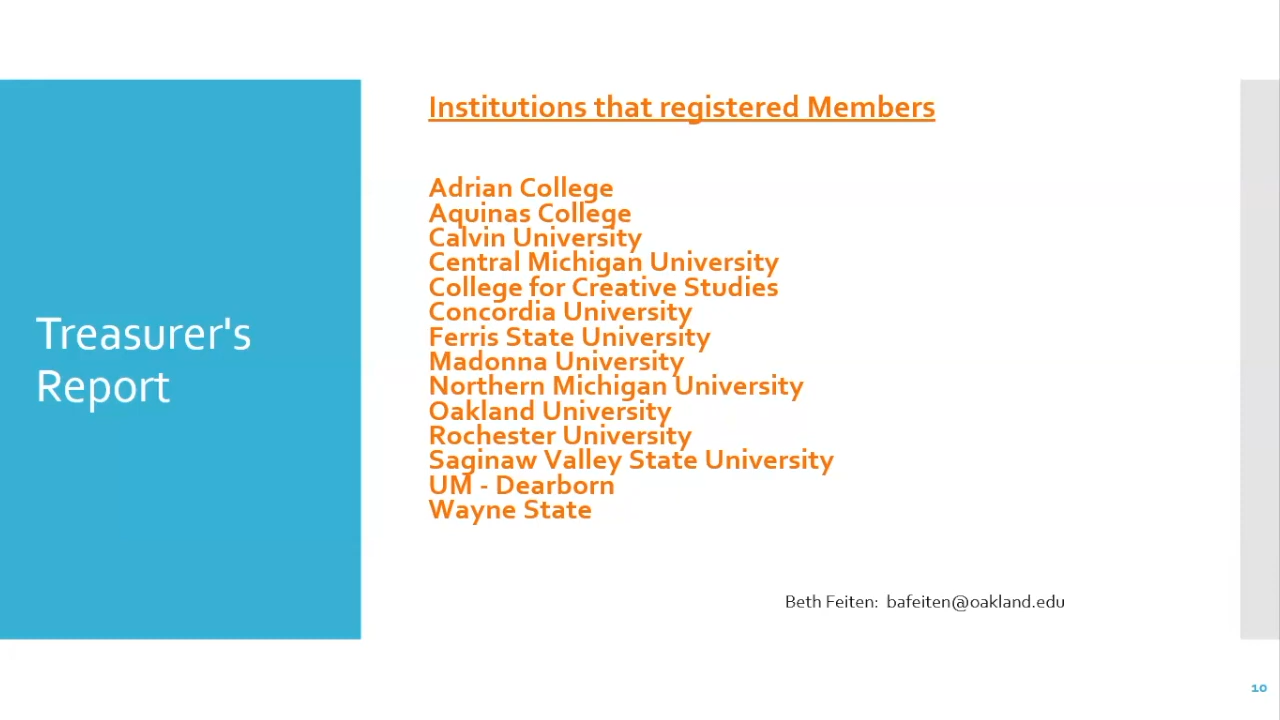 Treasurer's
Report
Institutions that registered Members
Adrian College
Aquinas College
Calvin University
Central Michigan University
College for Creative Studies
Concordia University
Ferris State University
Madonna University
Northern Michigan University
Oakland University
Rochester University
Saginaw Valley State University
UM - Dearborn
Wayne State
Beth Feiten: bafeiten@oakland.edu
10